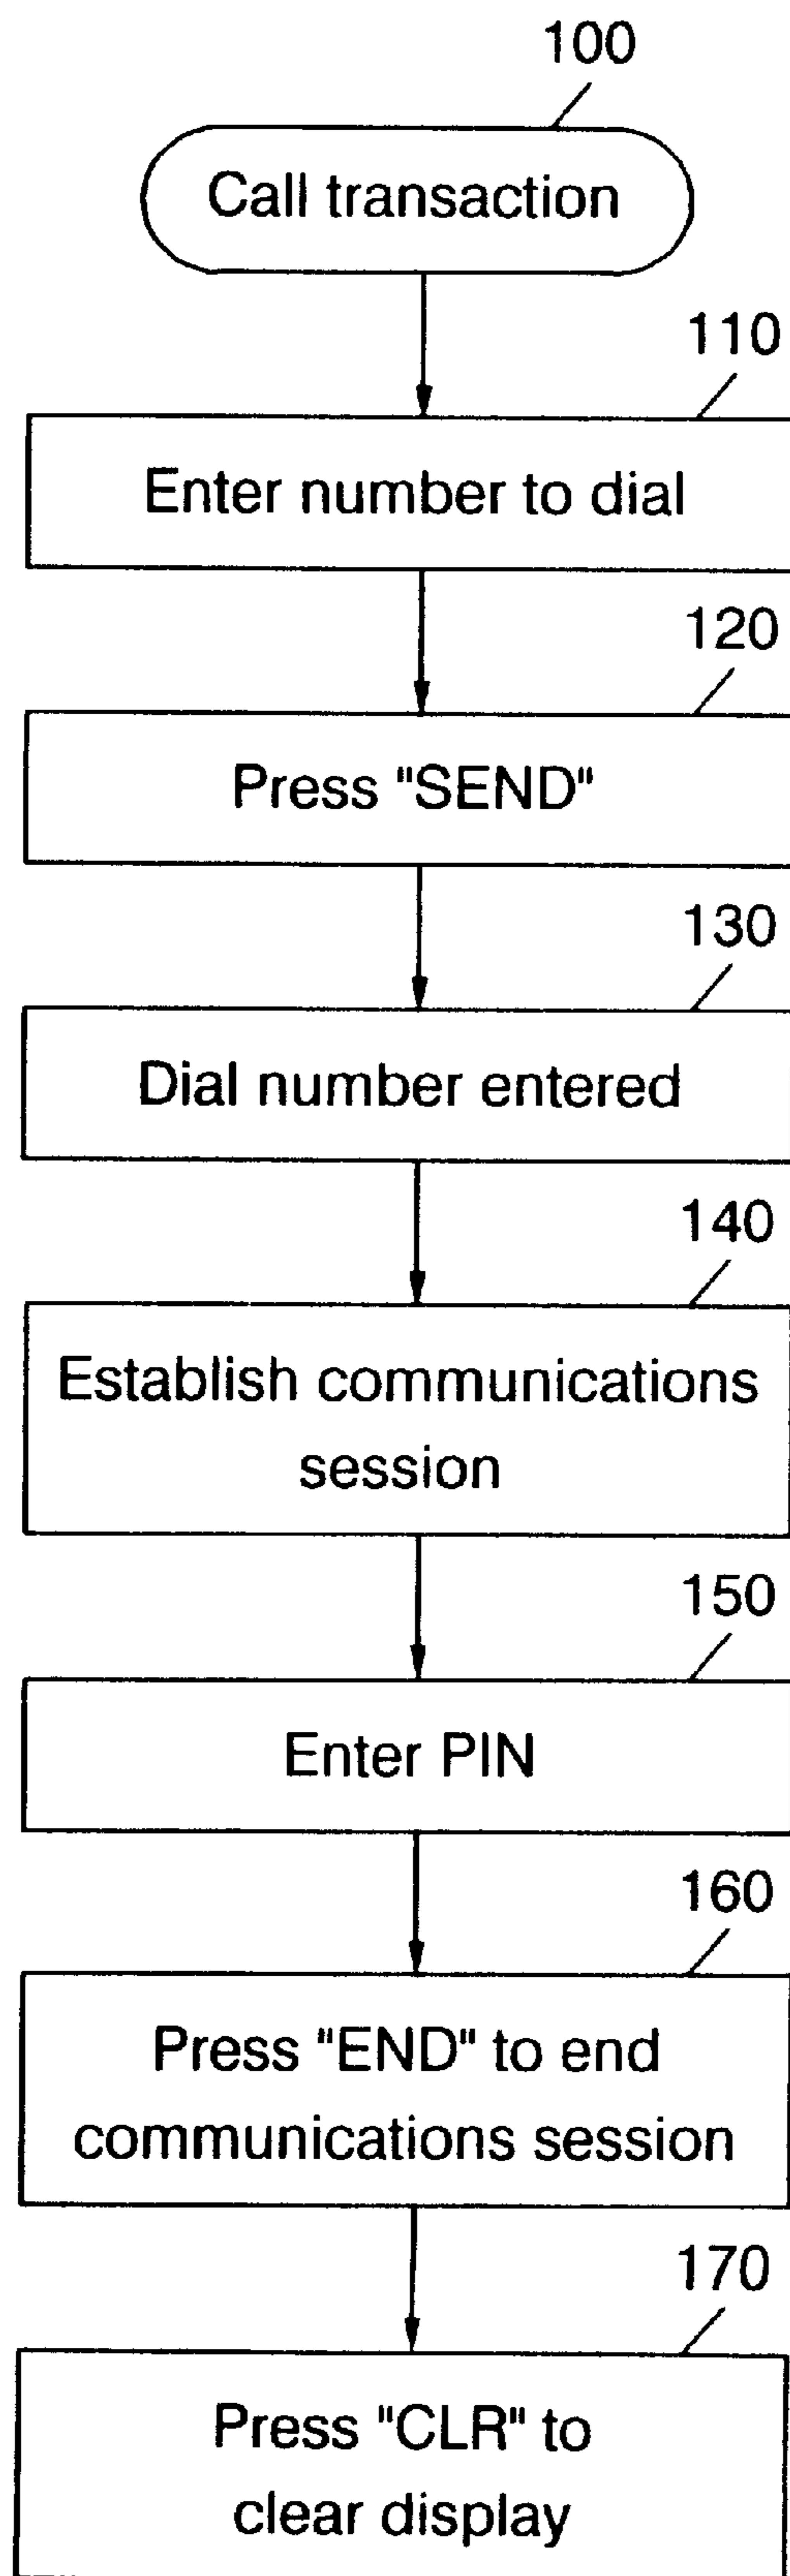 100
Call transaction
110
Enter number to dial
120
Press "SEND"
130
Dial number entered
140
Establish communications
session
150
Enter PIN
160
Press "END" to end
communications session
170
Press "CLR" to
clear display